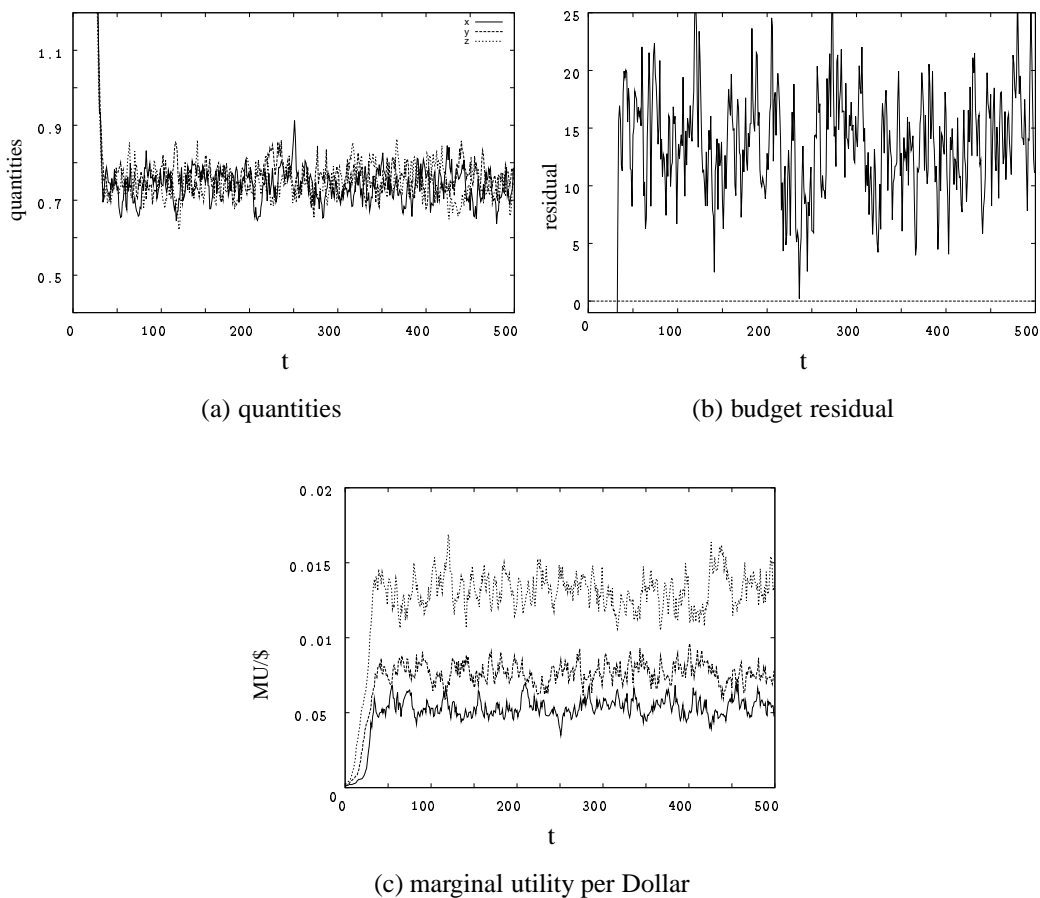 x
y
z
1.1
0.9
0.7
0.5
quantities
0 100 200 300 400 500
t
(a) quantities
25
20
15
10
5
0
residual
0 100 200 300 400 500
t
(b) budget residual
0.02
0.015
0.01
0.05
0
MU/$
0 100 200 300 400 500
t
(c) marginal utility per Dollar